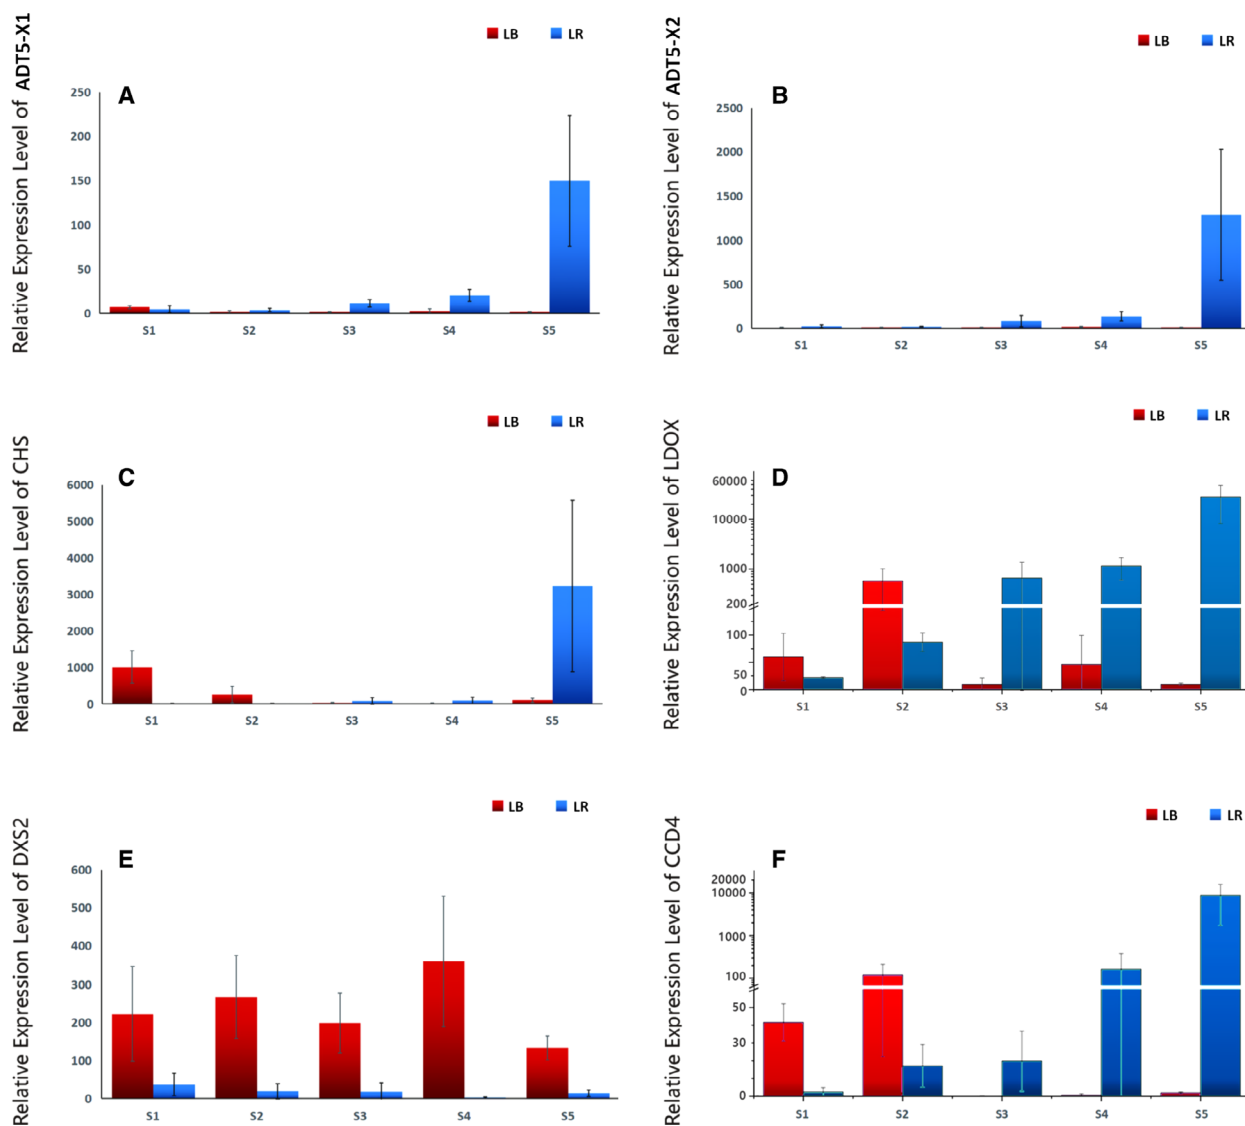 LB LR
Relative Expression Level of ADT5-X1
A
250
200
150
100
50
0
S1 S2 S3 S4 S5
LB LR
Relative Expression Level of ADT5-X2
B
2500
2000
1500
1000
500
0
S1 S2 S3 S4 S5
LB LR
Relative Expression Level of CHS
C
6000
5000
4000
3000
2000
1000
0
S1 S2 S3 S4 S5
LB LR
Relative Expression Level of LDOX
D
60000
10000
1000
200
100
50
0
S1 S2 S3 S4 S5
LB LR
Relative Expression Level of DXS2
E
600
500
400
300
200
100
0
S1 S2 S3 S4 S5
LB LR
Relative Expression Level of CCD4
F
20000
10000
1000
100
50
30
0
S1 S2 S3 S4 S5